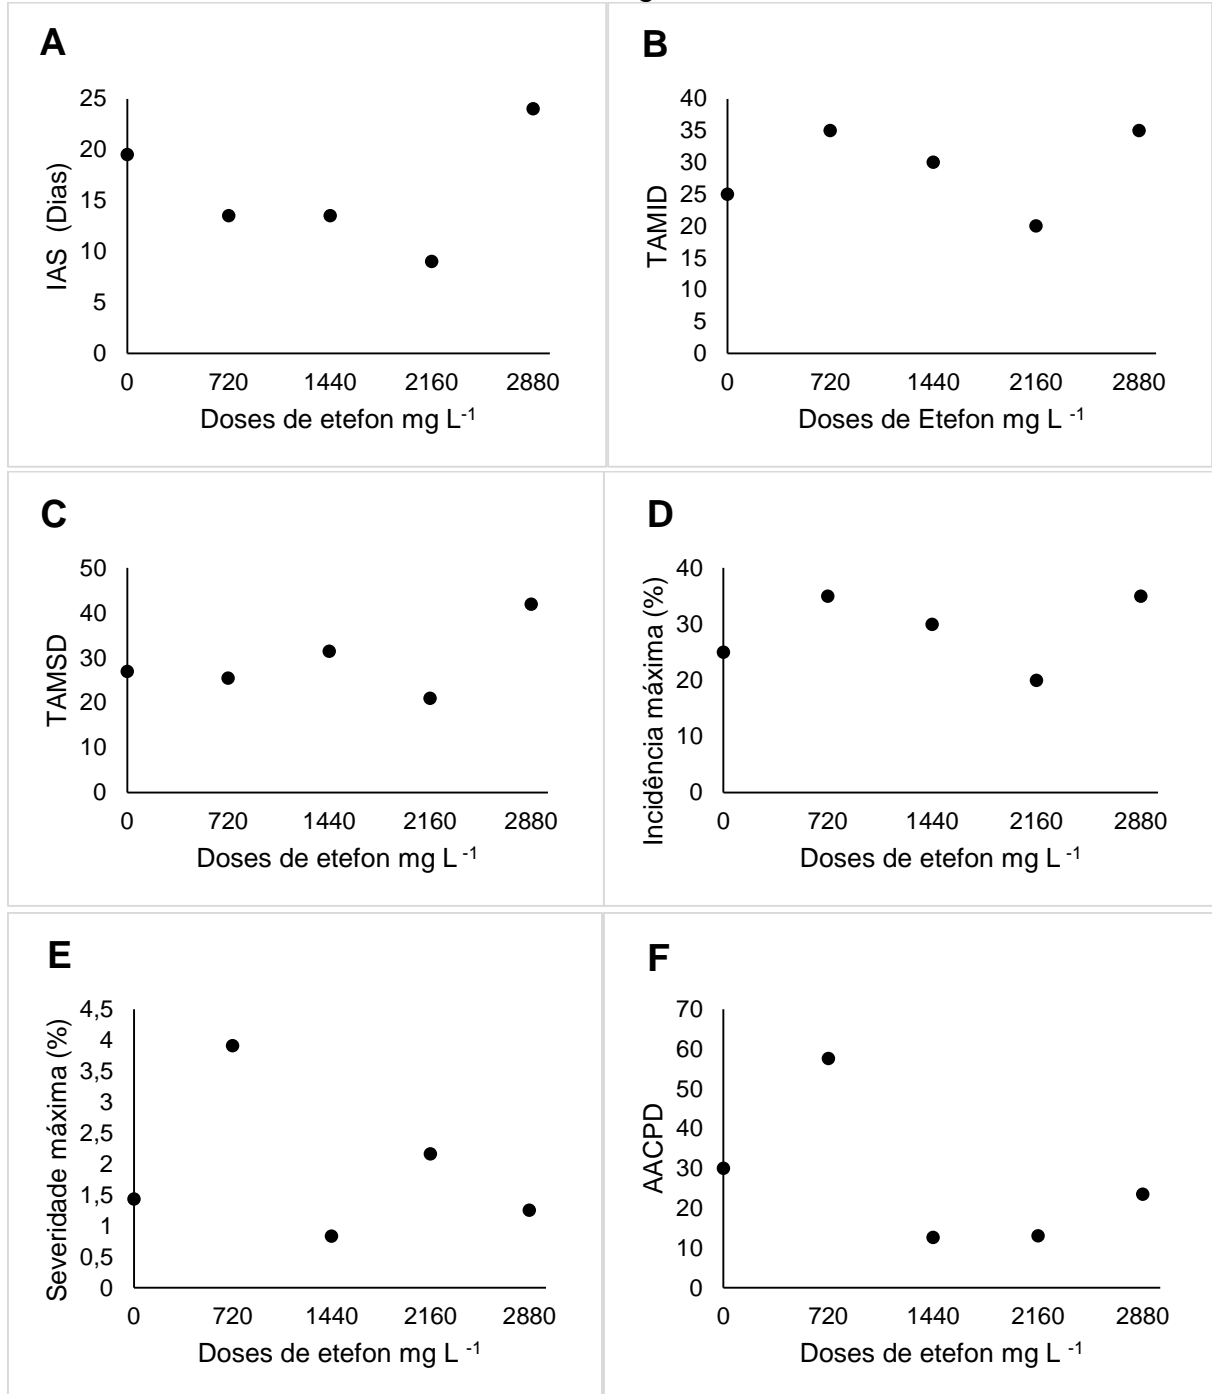 A
25
20
15
10
5
0
IAS (Dias)
0 720 1440 2160 2880
Doses de etefon mg L-1
B
40
35
30
25
20
15
10
5
0
TAMID
0 720 1440 2160 2880
Doses de Etefon mg L -1
C
50
40
30
20
10
0
TAMSD
0 720 1440 2160 2880
Doses de etefon mg L -1
D
40
30
20
10
0
Incidência máxima (%)
0 720 1440 2160 2880
Doses de etefon mg L -1
E
4,5
4
3,5
3
2,5
2
1,5
1
0,5
0
Severidade máxima (%)
0 720 1440 2160 2880
Doses de etefon mg L -1
F
70
60
50
40
30
20
10
0
AACPD
0 720 1440 2160 2880
Doses de etefon mg L -1